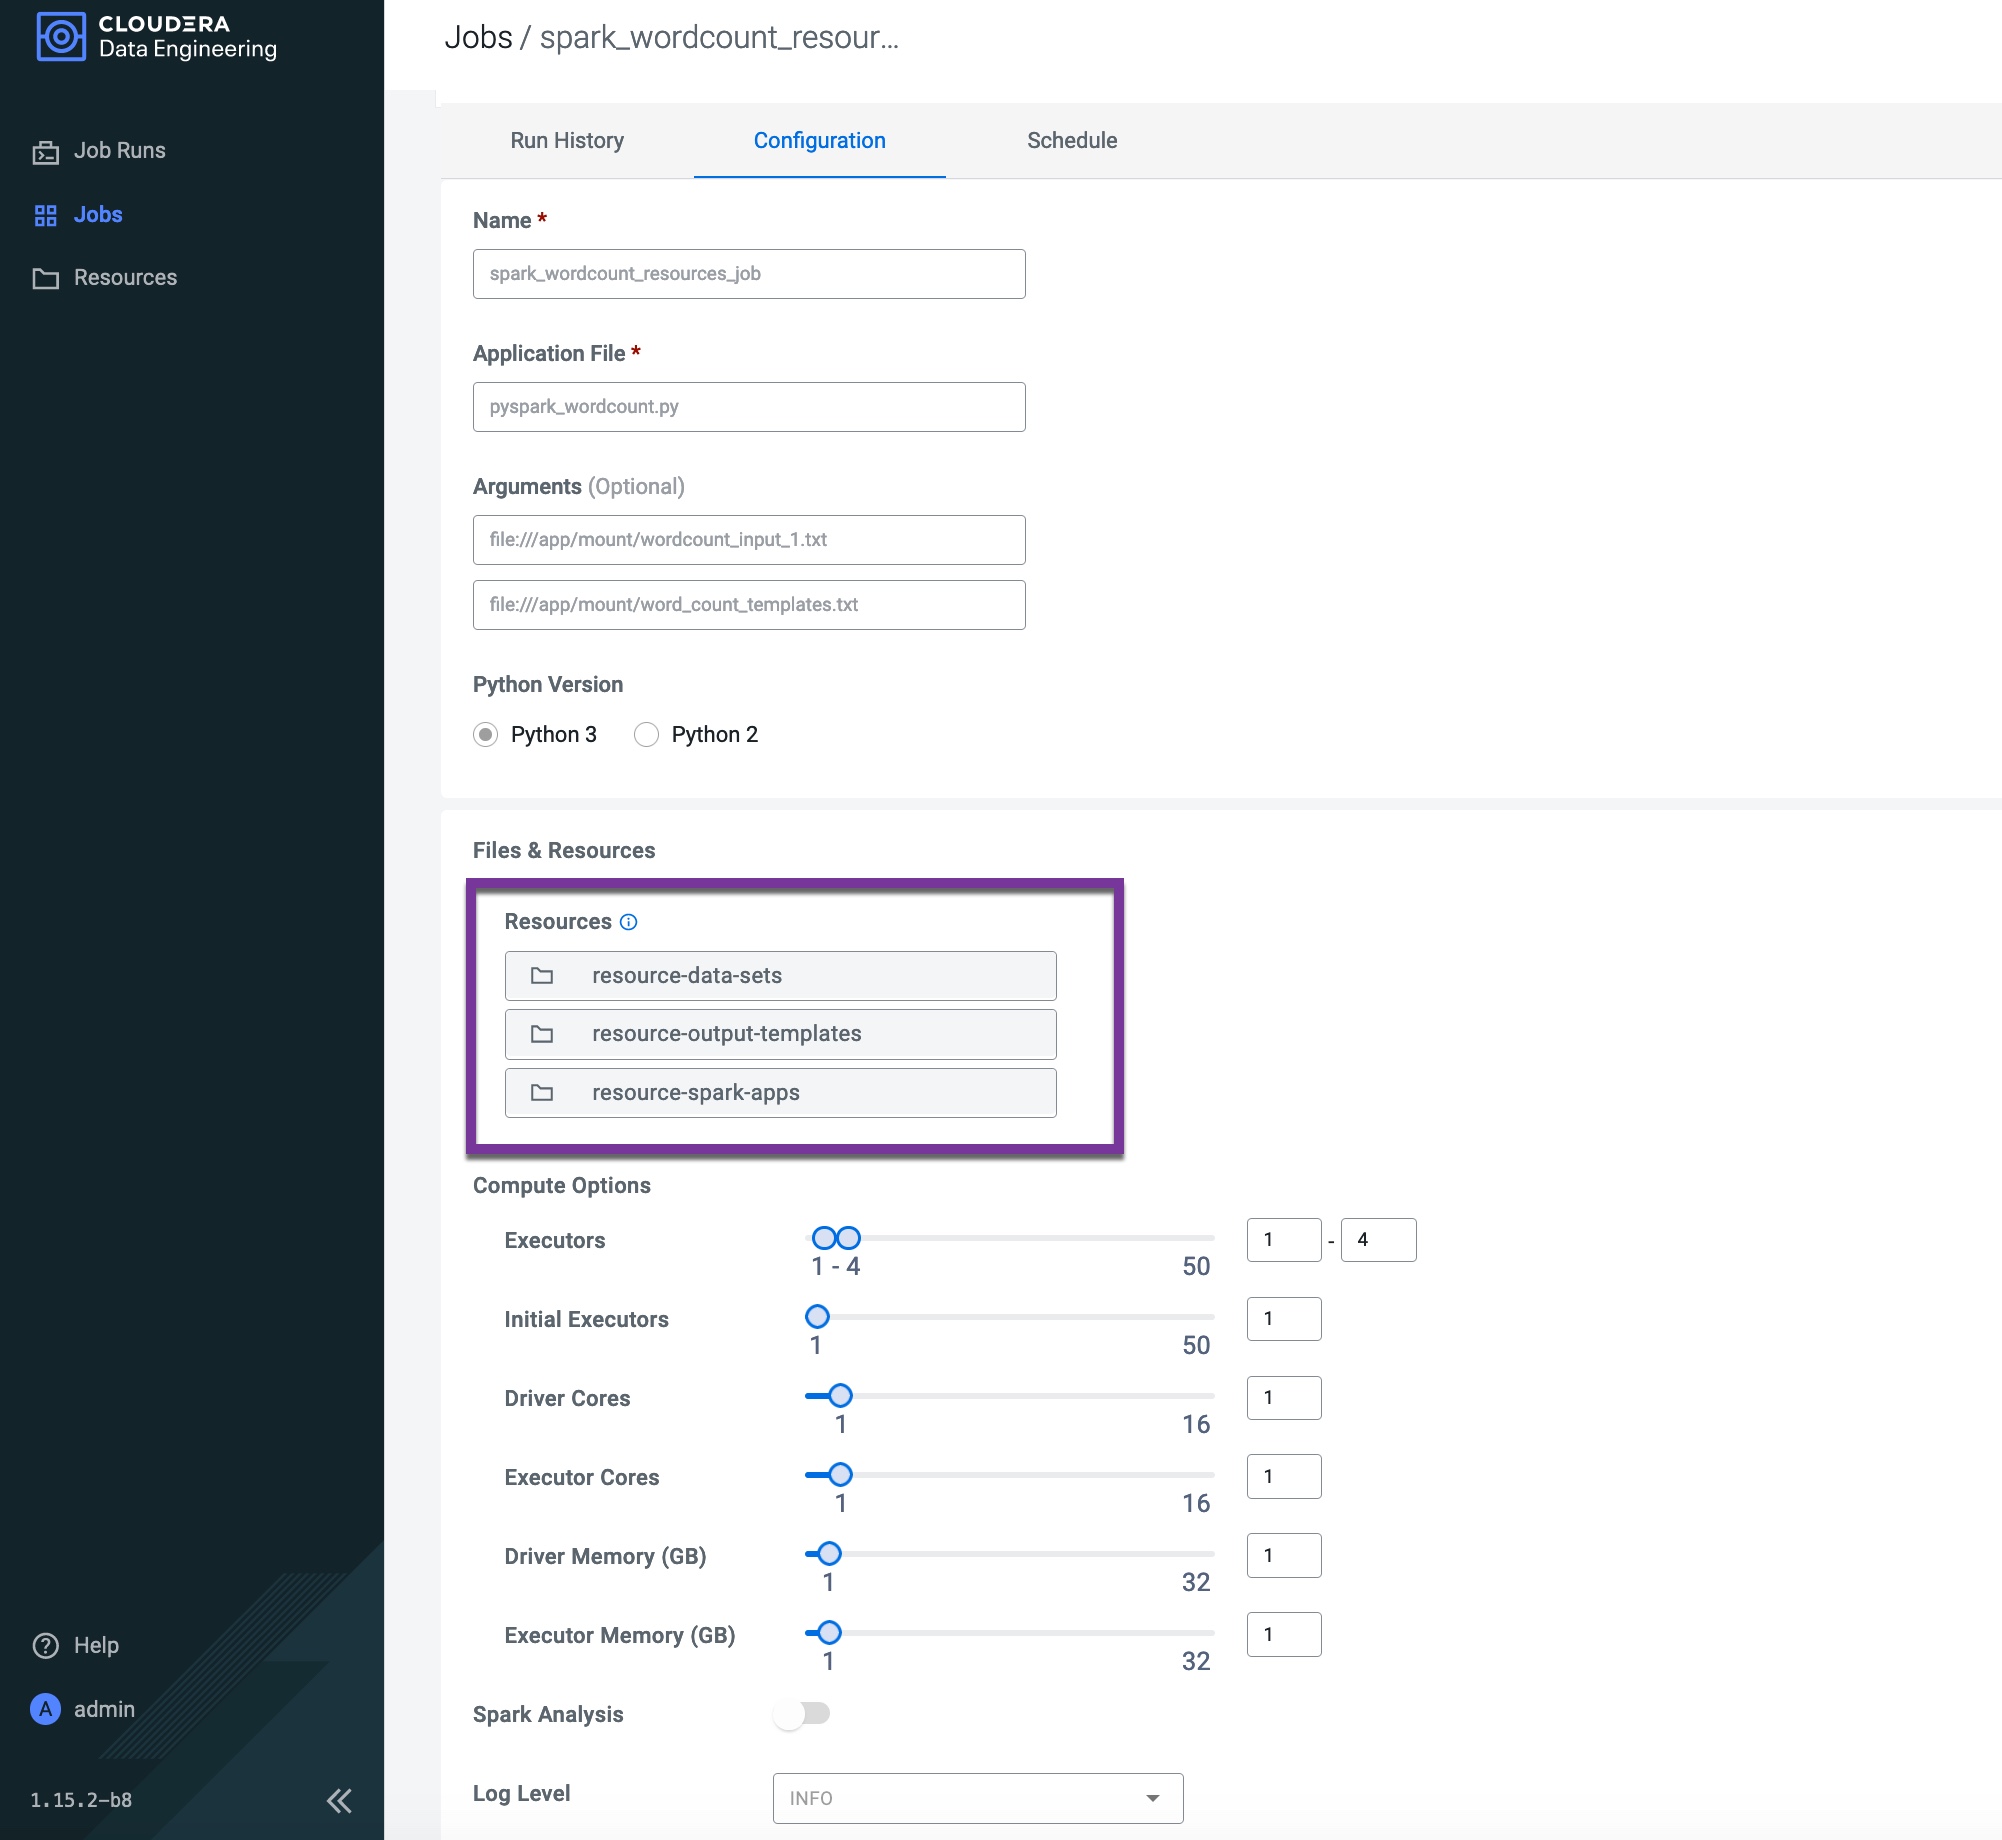 CLOUDERA
Data Engineering
Job Runs
Jobs
Resources
Help
A admin
1.15.2-b8
Jobs / spark_wordcount_resour...
Run History Configuration Schedule
Name *
spark_wordcount_resources_job
Application File *
pyspark_wordcount.py
Arguments (Optional)
file:///app/mount/wordcount_input_1.txt
file:///app/mount/word_count_templates.txt
Python Version
Python 3 Python 2
Files & Resources
Resources
resource-data-sets
resource-output-templates
resource-spark-apps
Compute Options
Executors 1 - 4
1 - 4 50
Initial Executors 1
1 50
Driver Cores 1
1 16
Executor Cores 1
1 16
Driver Memory (GB) 1
1 32
Executor Memory (GB) 1
1 32
Spark Analysis
Log Level INFO